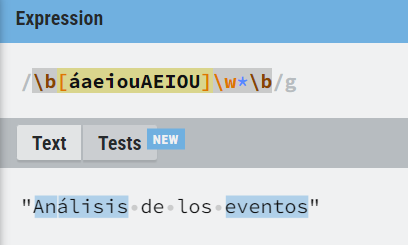 Expression
/\b[áaeiouAEIOU]\w*\b/g
Text Tests NEW
"Análisis de los eventos"